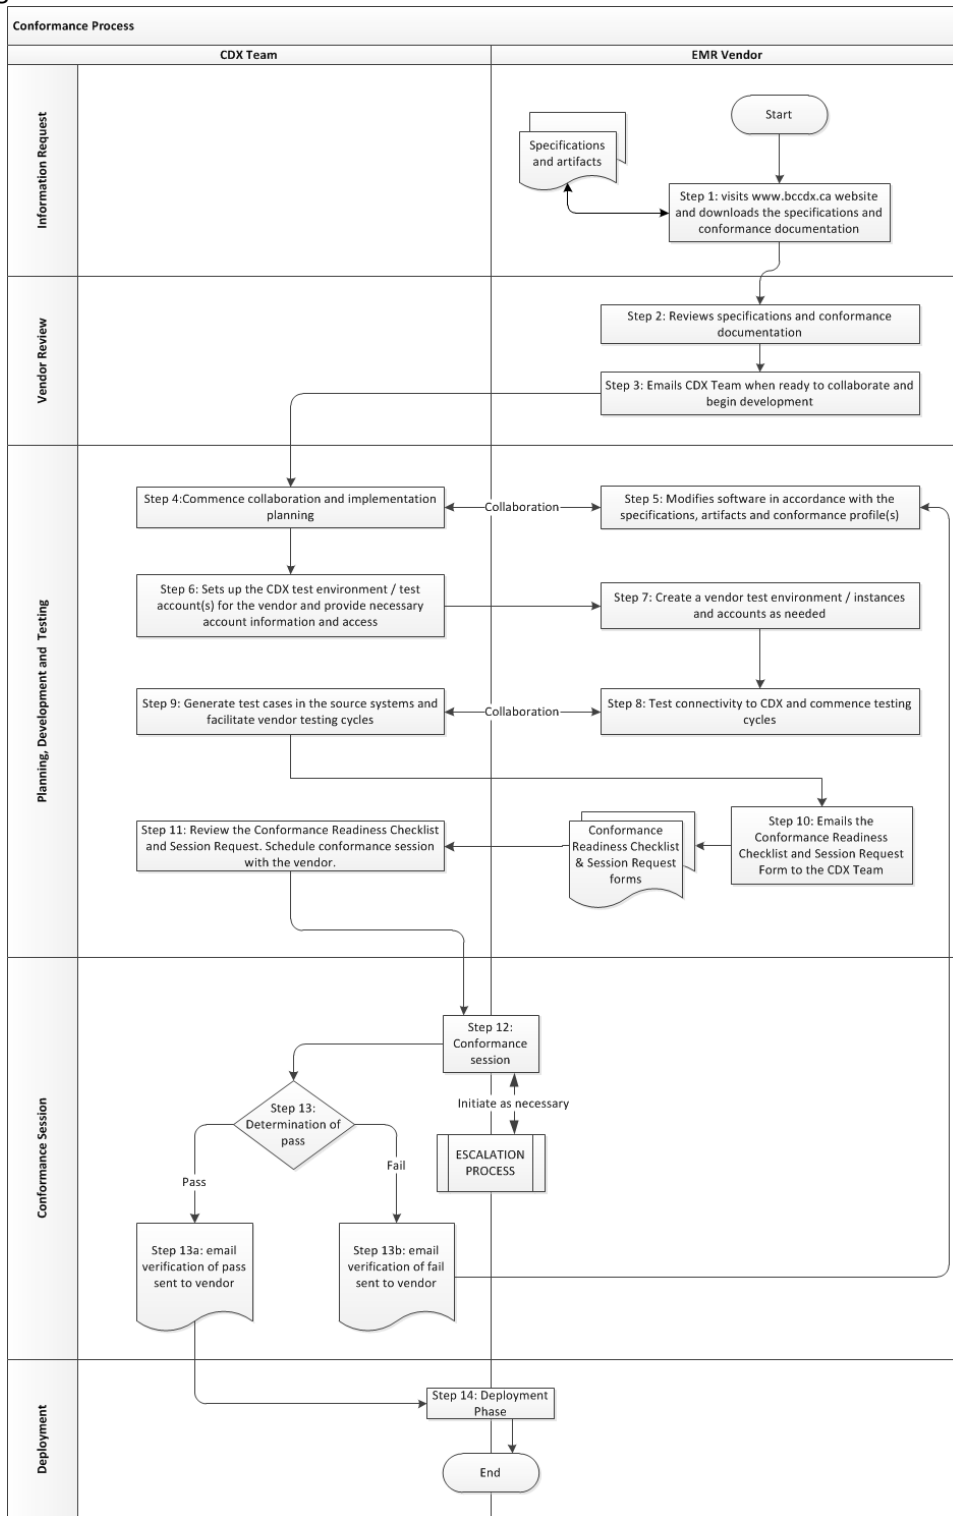 Conformance Process
CDX Team
EMR Vendor
Information Request
Start
Specifications
and artifacts
Step 1: visits www.bccdx.ca website
and downloads the specifications and
conformance documentation
Vendor Review
Step 2: Reviews specifications and conformance
documentation
Step 3: Emails CDX Team when ready to collaborate and
begin development
Planning, Development and Testing
Step 4:Commence collaboration and implementation
planning
Collaboration
Step 5: Modifies software in accordance with the
specifications, artifacts and conformance profile(s)
Step 6: Sets up the CDX test environment / test
account(s) for the vendor and provide necessary
account information and access
Step 7: Create a vendor test environment / instances
and accounts as needed
Step 9: Generate test cases in the source systems and
facilitate vendor testing cycles
Collaboration
Step 8: Test connectivity to CDX and commence testing
cycles
Step 11: Review the Conformance Readiness Checklist
and Session Request. Schedule conformance session
with the vendor.
Conformance
Readiness Checklist
& Session Request
forms
Step 10: Emails the
Conformance Readiness
Checklist and Session Request
Form to the CDX Team
Conformance Session
Step 12:
Conformance
session
Initiate as necessary
ESCALATION
PROCESS
Step 13:
Determination of
pass
Pass
Fail
Step 13a: email
verification of pass
sent to vendor
Step 13b: email
verification of fail
sent to vendor
Deployment
Step 14: Deployment
Phase
End